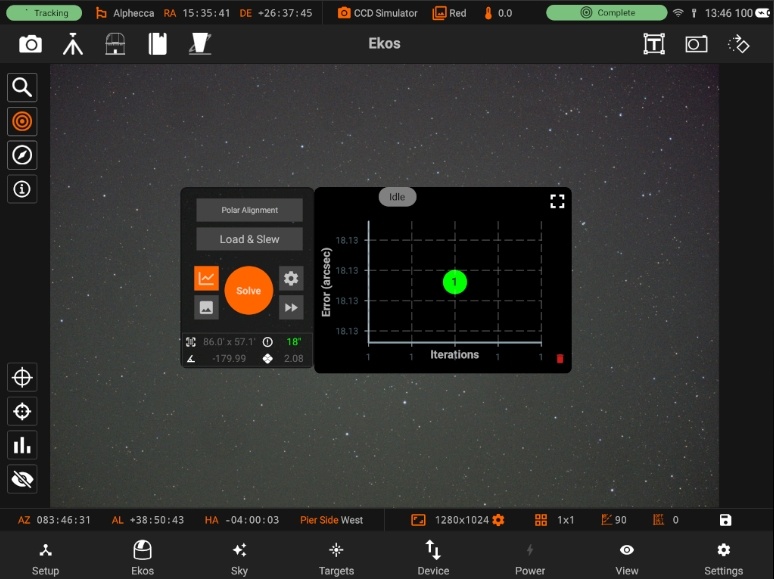 Tracking Alphecca RA 15:35:41 DE +26:37:45 CCD Simulator Red 0.0 Complete 13:46 100
Ekos
T
Polar Alignment
Load & Slew
Solve
86.0' x 57.1' 18"
-179.99 2.08
Idle
Error (arcsec)
18.13
18.13
18.13
18.13
1
1 1 1 1 1
Iterations
AZ 083:46:31 AL +38:50:43 HA -04:00:03 Pier Side West 1280x1024 1x1 90 0
Setup Ekos Sky Targets Device Power View Settings